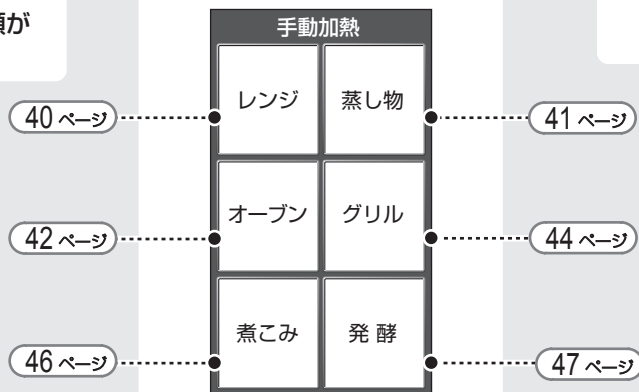 類が
手動加熱
レンジ 蒸し物
40 ページ 41 ページ
オーブン グリル
42 ページ 44 ページ
煮こみ 発 酵
46 ページ 47 ページ